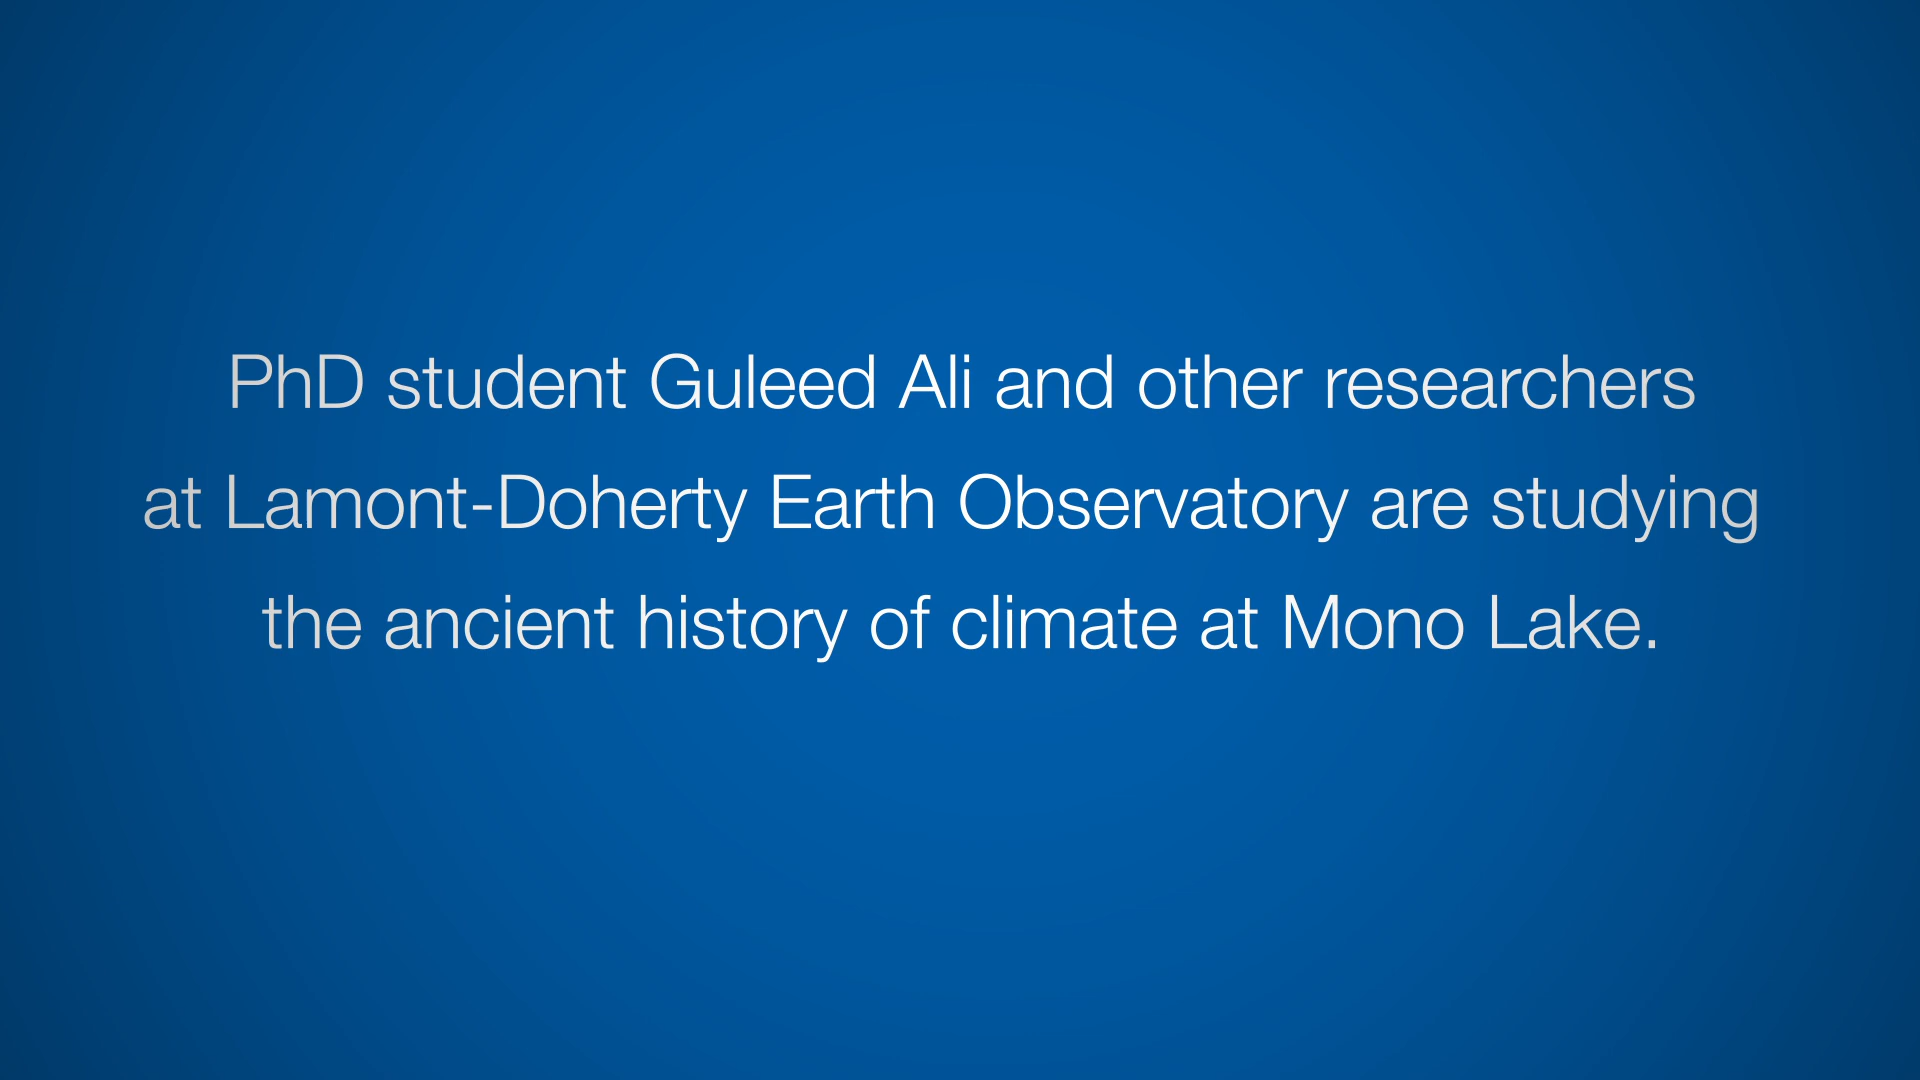 PhD student Guleed Ali and other researchers
at Lamont-Doherty Earth Observatory are studying
the ancient history of climate at Mono Lake.